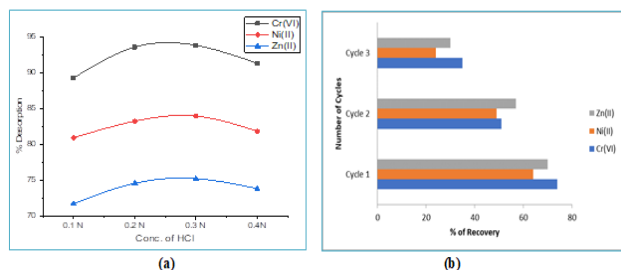 Cr(VI)
Ni(II)
Zn(II)
95
90
85
80
75
70
% Desorption
0.1 N
0.2 N
0.3 N
0.4N
Conc. of HCl
(a)
Cycle 3
Cycle 2
Cycle 1
Number of Cycles
0
20
40
60
80
% of Recovery
Zn(II)
Ni(II)
Cr(VI)
(b)